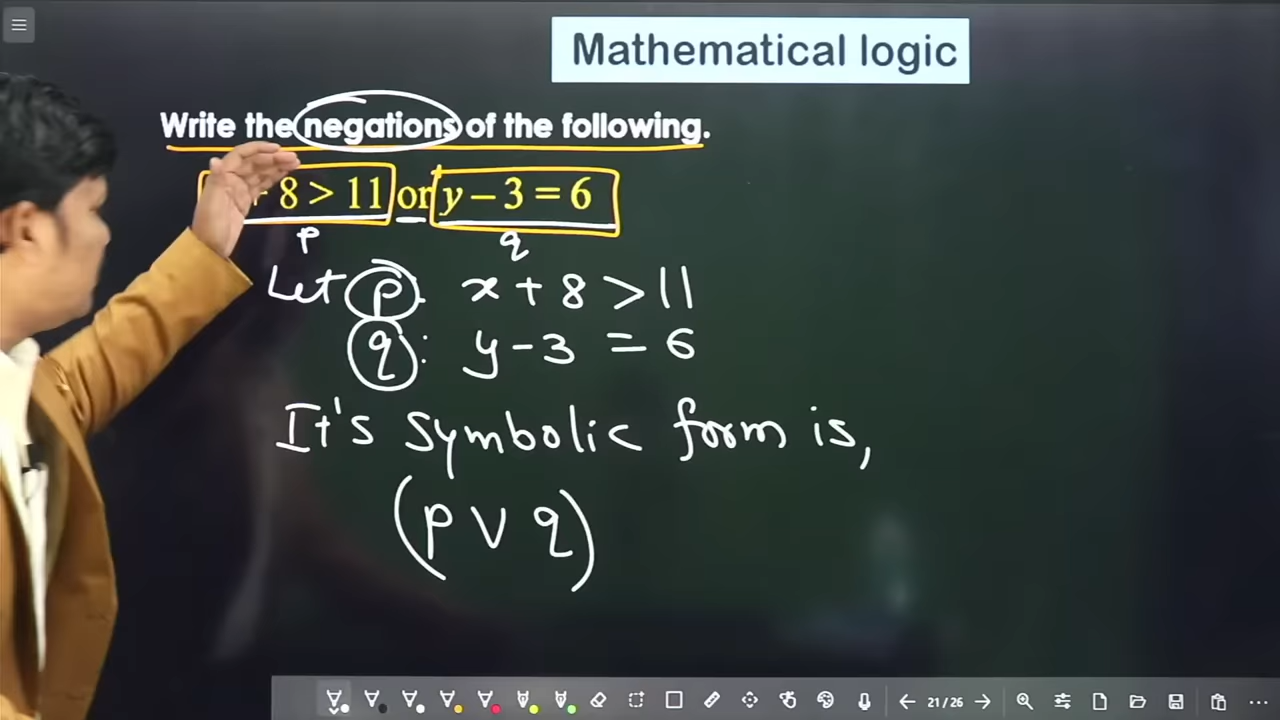 Mathematical logic
Write the negations of the following.
8 > 11 or y – 3 = 6
p q
Let p: x + 8 > 11
q: y - 3 = 6
It's symbolic form is,
(p ∨ q)
21 / 26